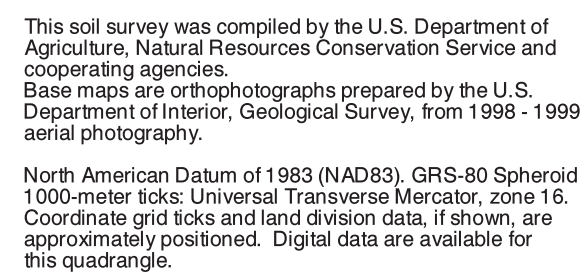 This soil survey was compiled by the U.S. Department of
Agriculture, Natural Resources Conservation Service and
cooperating agencies.
Base maps are orthophotographs prepared by the U.S.
Department of Interior, Geological Survey, from 1998 - 1999
aerial photography.

North American Datum of 1983 (NAD83). GRS-80 Spheroid
1000-meter ticks: Universal Transverse Mercator, zone 16.
Coordinate grid ticks and land division data, if shown, are
approximately positioned. Digital data are available for
this quadrangle.